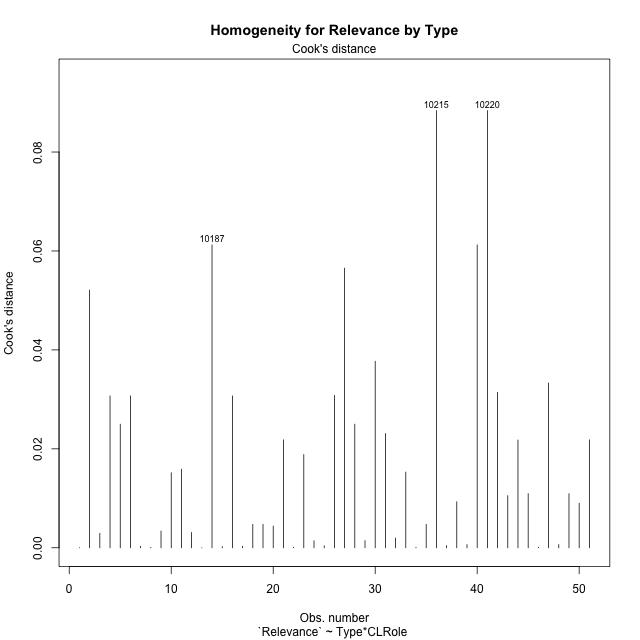 Homogeneity for Relevance by Type
Cook's distance
10215
10220
10187
Cook's distance
0.08
0.06
0.04
0.02
0.00
0 10 20 30 40 50
Obs. number
`Relevance` ~ Type*CLRole